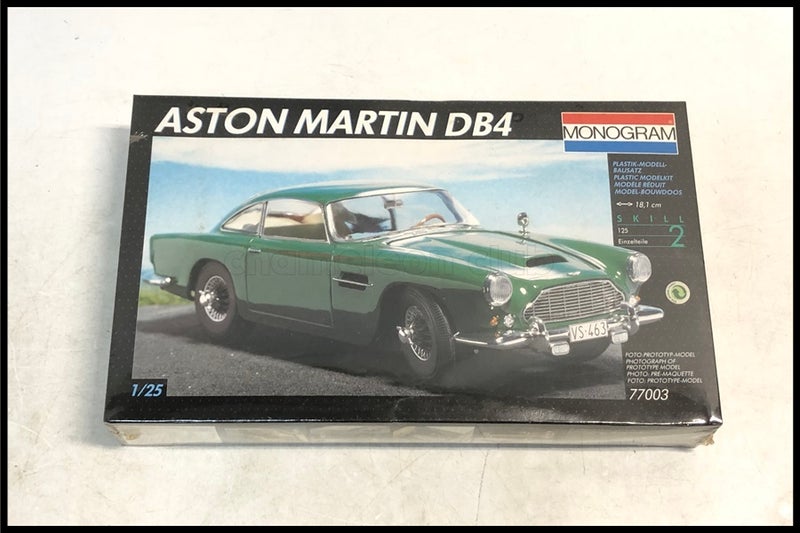 ASTON MARTIN DB4
MONOGRAM
PLASTIK-MODELL-
BAUSATZ
PLASTIC MODELKIT
MODELE RÉDUIT
MODEL-BOUWDOOS
18,1 cm
SKILL
2
125
Einzelteile
VS-463
FOTO: PROTOTYP-MODEL
PHOTOGRAPH OF
PROTOTYPE MODEL
PHOTO: PRÉ-MAQUETTE
FOTO: PROTOTYPE-MODEL
77003
1/25